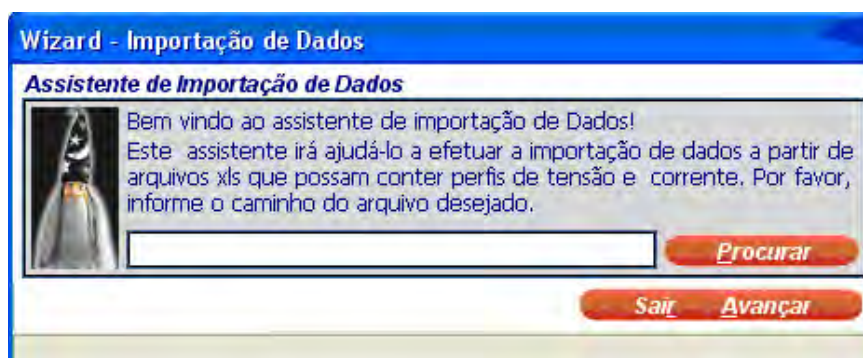 Wizard - Importação de Dados
Assistente de Importação de Dados
Bem vindo ao assistente de importação de Dados!
Este assistente irá ajudá-lo a efetuar a importação de dados a partir de
arquivos xls que possam conter perfis de tensão e corrente. Por favor,
informe o caminho do arquivo desejado.
Procurar
Sair Avançar